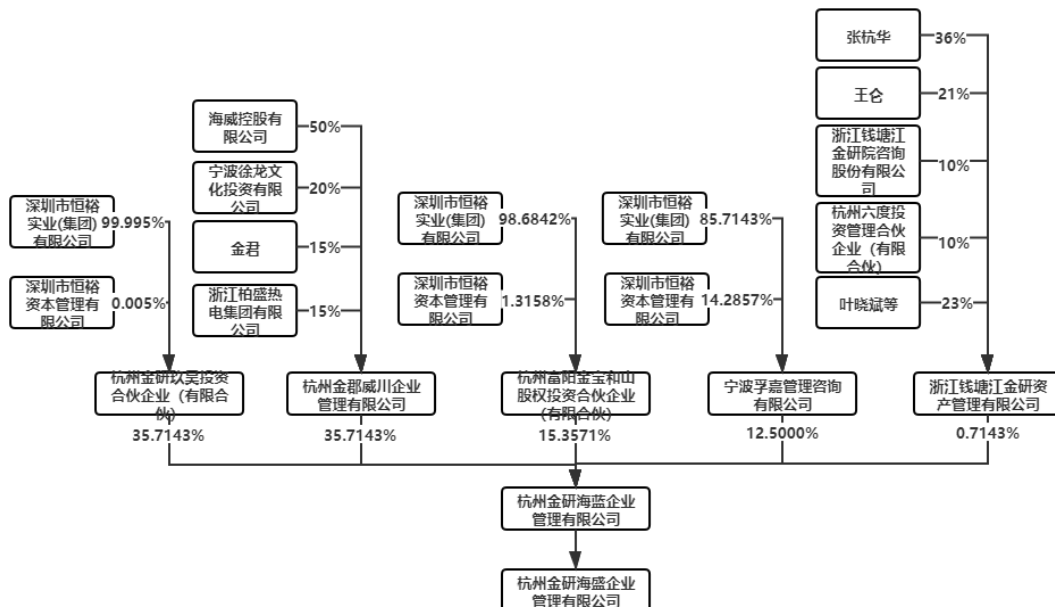 张杭华
36%
王仑
21%
浙江钱塘江
金研院咨询
股份有限公
司
10%
杭州六度投
资管理合伙
企业（有限
合伙）
10%
叶晓斌等
23%
海威控股有
限公司
50%
宁波徐龙文
化投资有限
公司
20%
金君
15%
浙江柏盛热
电集团有限
公司
15%
深圳市恒裕
实业(集团)
有限公司
99.995%
深圳市恒裕
资本管理有
限公司
0.005%
深圳市恒裕
实业(集团)
有限公司
98.6842%
深圳市恒裕
资本管理有
限公司
1.3158%
深圳市恒裕
实业(集团)
有限公司
85.7143%
深圳市恒裕
资本管理有
限公司
14.2857%
杭州金研玖昊投资
合伙企业（有限合
伙）
35.7143%
杭州金郡威川企业
管理有限公司
35.7143%
杭州富阳金宝和山
股权投资合伙企业
（有限合伙）
15.3571%
宁波孚嘉管理咨询
有限公司
12.5000%
浙江钱塘江金研资
产管理有限公司
0.7143%
杭州金研海蓝企业
管理有限公司
杭州金研海盛企业
管理有限公司